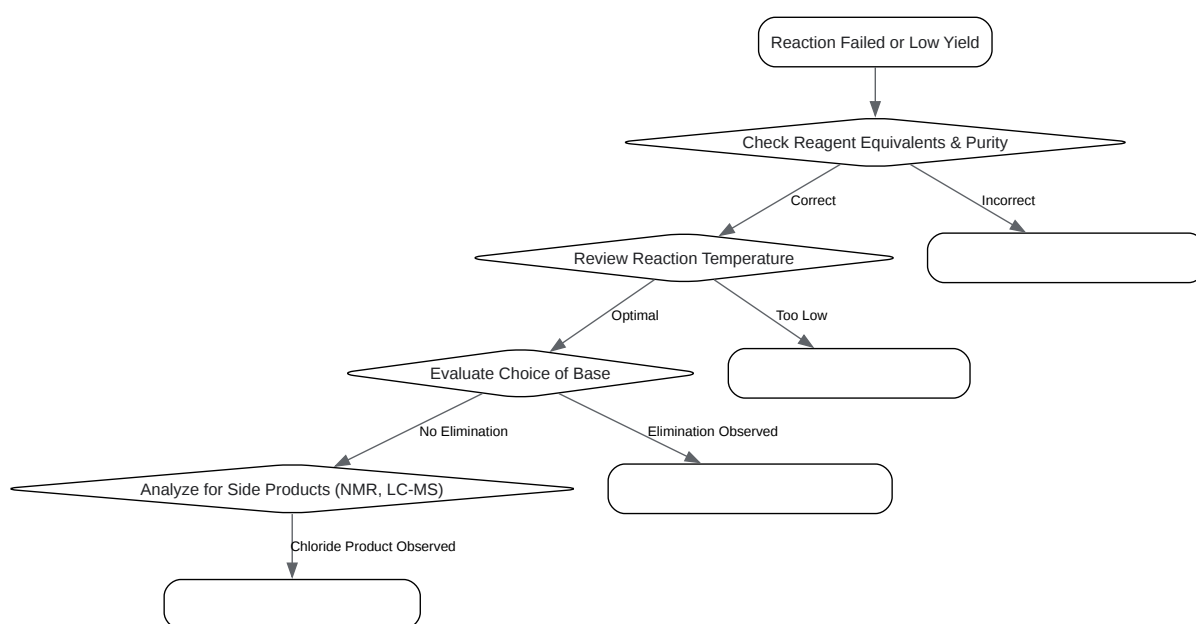 Reaction Failed or Low Yield
Check Reagent Equivalents & Purity
Correct
Incorrect
Review Reaction Temperature
Optimal
Too Low
Evaluate Choice of Base
No Elimination
Elimination Observed
Analyze for Side Products (NMR, LC-MS)
Chloride Product Observed